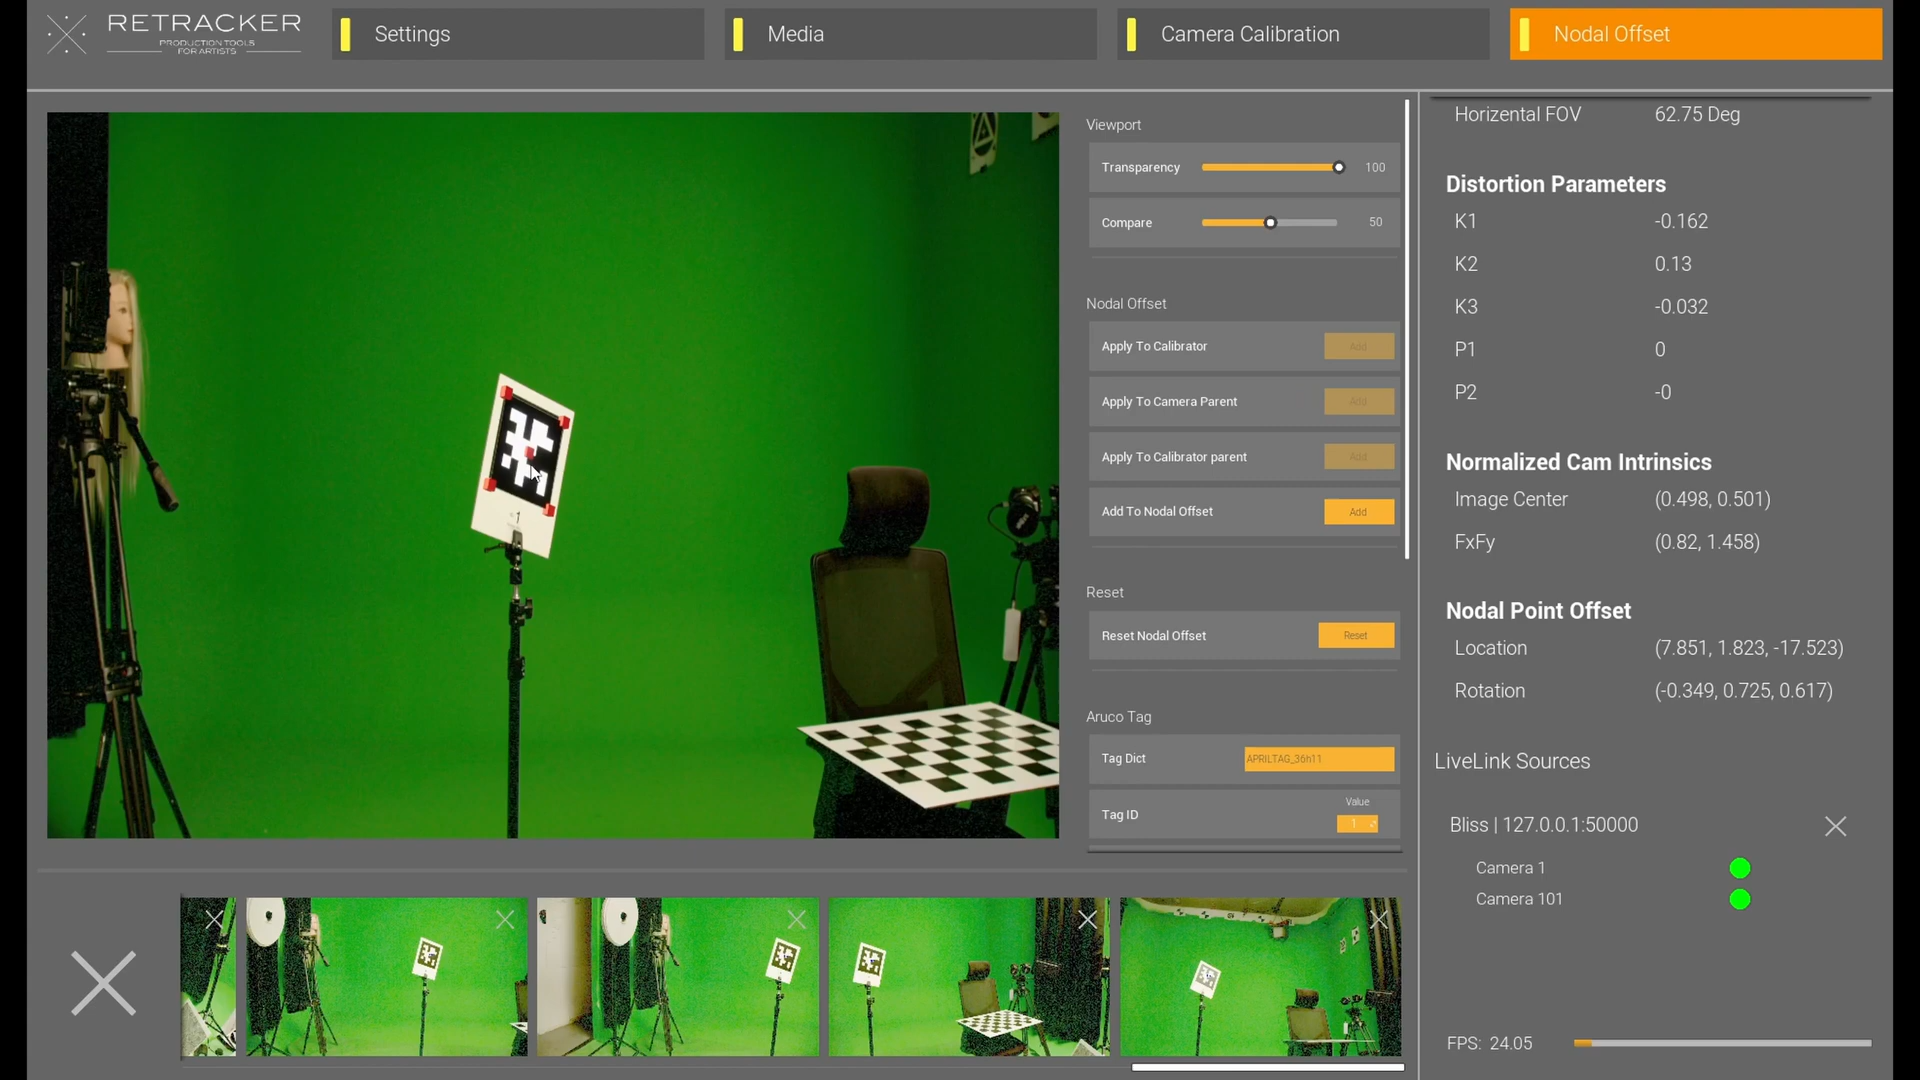 RETRACKER
PRODUCTION TOOLS
FOR ARTISTS
Settings
Media
Camera Calibration
Nodal Offset
Viewport
Transparency 100
Compare 50
Nodal Offset
Apply To Calibrator Add
Apply To Camera Parent Add
Apply To Calibrator parent Add
Add To Nodal Offset Add
Reset
Reset Nodal Offset Reset
Aruco Tag
Tag Dict APRILTAG_36h11
Value
Tag ID 1
1
Horizental FOV 62.75 Deg
Distortion Parameters
K1 -0.162
K2 0.13
K3 -0.032
P1 0
P2 -0
Normalized Cam Intrinsics
Image Center (0.498, 0.501)
FxFy (0.82, 1.458)
Nodal Point Offset
Location (7.851, 1.823, -17.523)
Rotation (-0.349, 0.725, 0.617)
LiveLink Sources
Bliss | 127.0.0.1:50000
Camera 1
Camera 101
FPS: 24.05